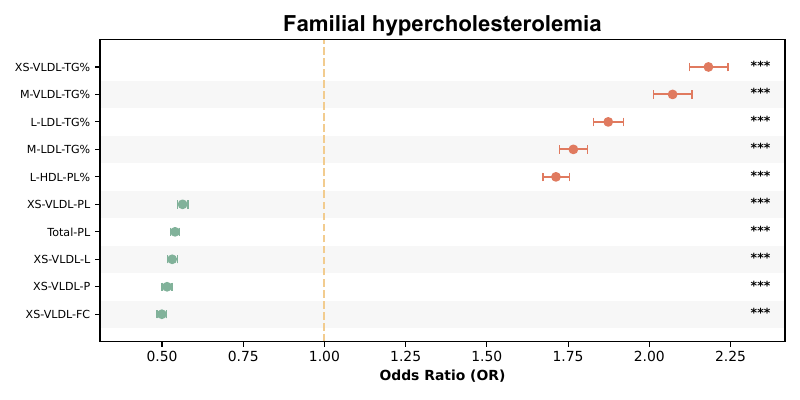 Familial hypercholesterolemia
XS-VLDL-TG% ***
M-VLDL-TG% ***
L-LDL-TG% ***
M-LDL-TG% ***
L-HDL-PL% ***
XS-VLDL-PL ***
Total-PL ***
XS-VLDL-L ***
XS-VLDL-P ***
XS-VLDL-FC ***
0.50 0.75 1.00 1.25 1.50 1.75 2.00 2.25
Odds Ratio (OR)